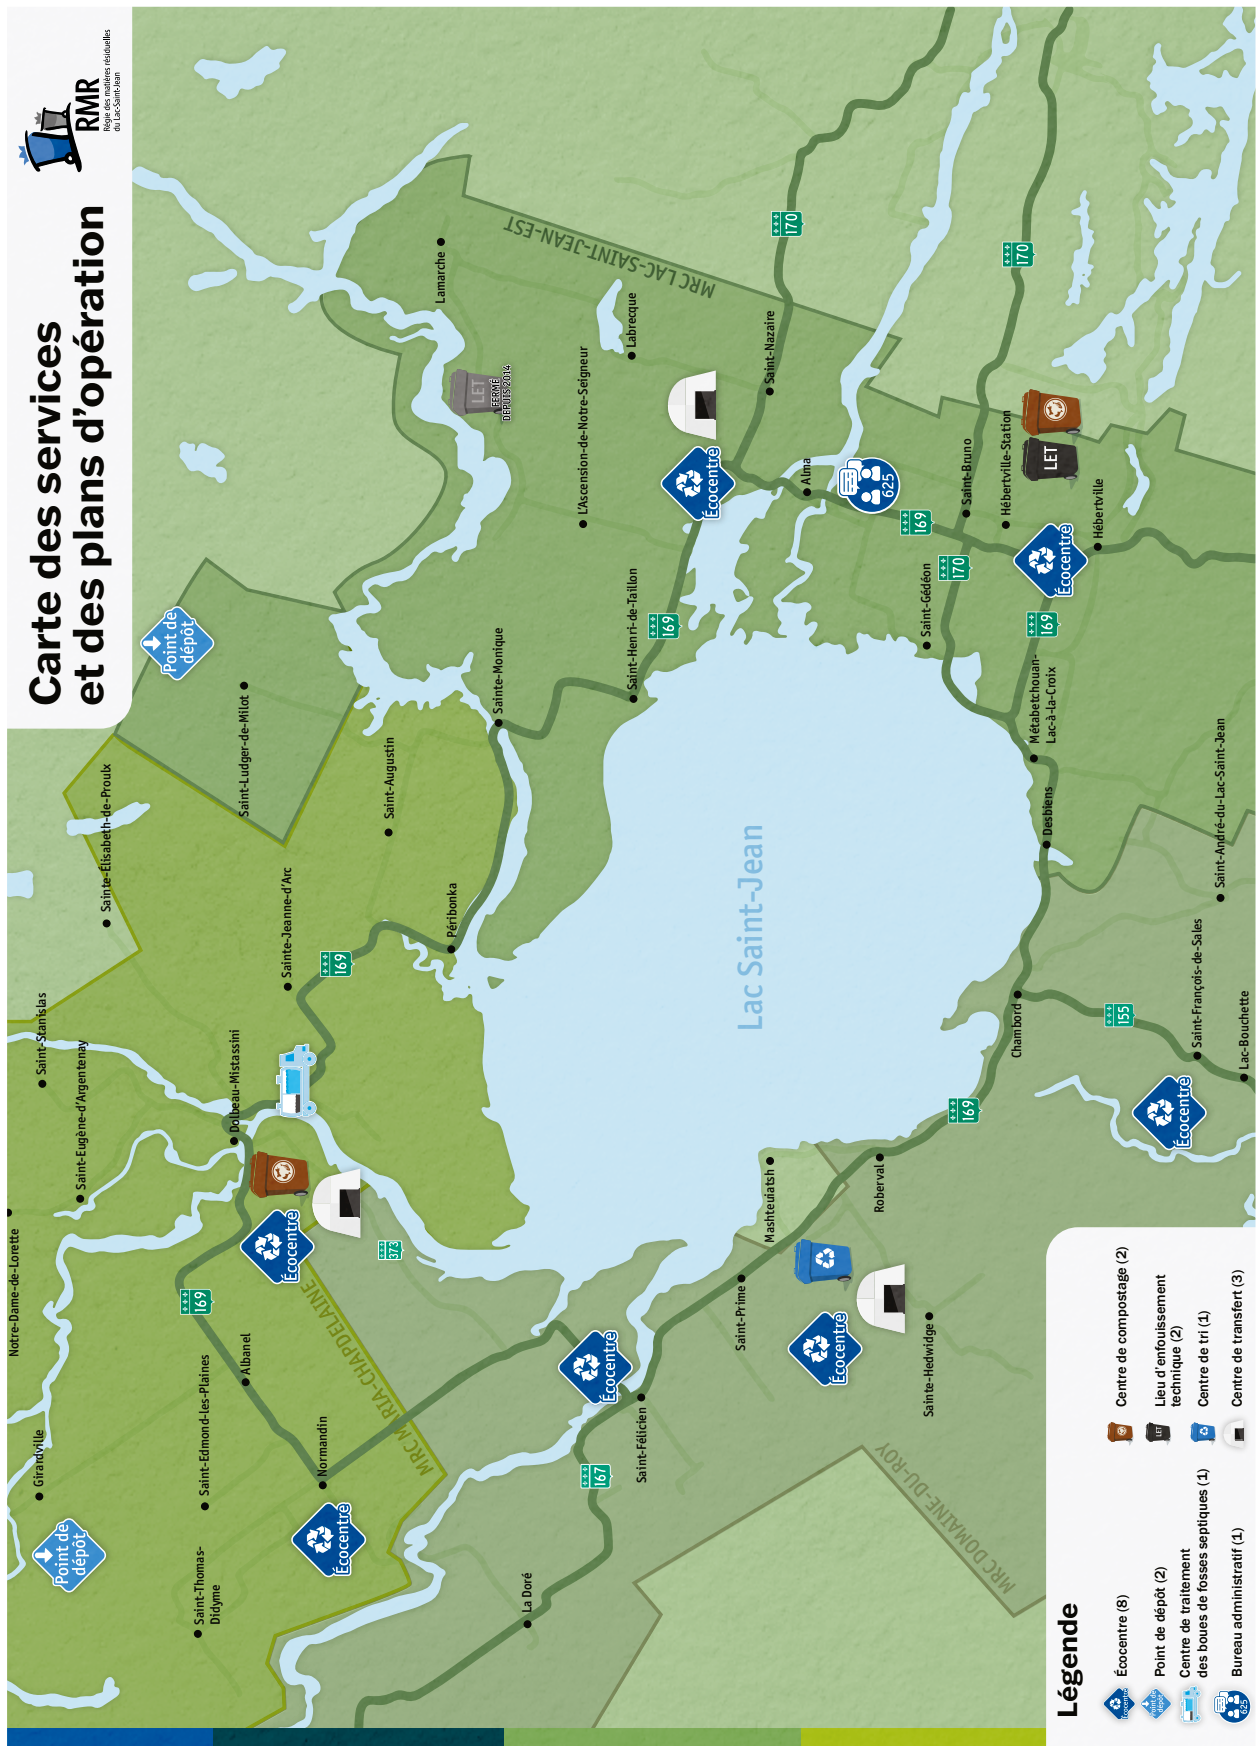 Carte des services
et des plans d'opération
RMR
Régie des matières résiduelles
du Lac-Saint-Jean
Notre-Dame-de-Lorette
Girardville
Point de
dépôt
Saint-Stanislas
Saint-Eugène-d'Argentenay
Sainte-Élisabeth-de-Proulx
Point de
dépôt
Saint-Ludger-de-Milot
Saint-Thomas-
Didyme
Saint-Edmond-les-Plaines
Albanel
169
Dolbeau-Mistassini
Sainte-Jeanne-d'Arc
169
Normandin
Écocentre
Écocentre
MRC MARIA-CHAPDELAINE
373
Saint-Augustin
Péribonka
Sainte-Monique
Lamarche
LET
FERMÉ
DEPUIS 2014
MRC LAC-SAINT-JEAN-EST
L'Ascension-de-Notre-Seigneur
Labrecque
La Doré
167
Écocentre
Saint-Félicien
Saint-Henri-de-Taillon
169
Écocentre
Saint-Nazaire
170
Alma
625
Lac Saint-Jean
Saint-Prime
Mashteuiatsh
Écocentre
Roberval
Sainte-Hedwidge
169
MRC DOMAINE-DU-ROY
Saint-Gédéon
169
170
Saint-Bruno
Hébertville-Station
170
LET
Écocentre
Hébertville
169
Métabetchouan-
Lac-à-la-Croix
Desbiens
Chambord
155
Saint-André-du-Lac-Saint-Jean
Saint-François-de-Sales
Lac-Bouchette
Écocentre
Légende
Écocentre
Écocentre (8)
Point de
dépôt
Point de dépôt (2)
Centre de traitement
des boues de fosses septiques (1)
625
Bureau administratif (1)
Centre de compostage (2)
LET
Lieu d'enfouissement
technique (2)
Centre de tri (1)
Centre de transfert (3)